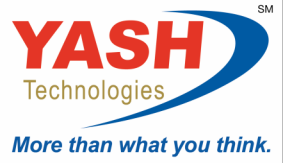 SM
YASH
Technologies
More than what you think.